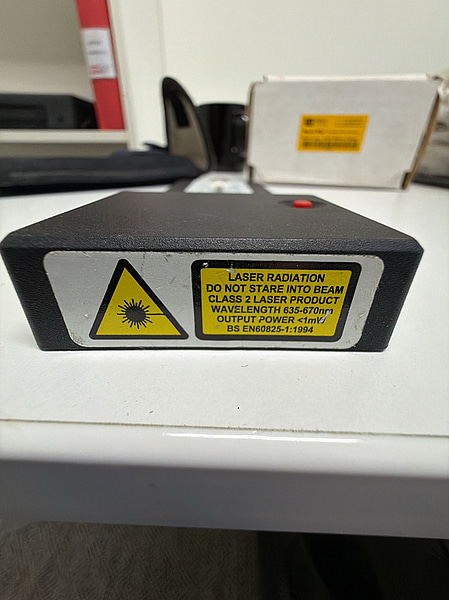 LASER RADIATION
DO NOT STARE INTO BEAM
CLASS 2 LASER PRODUCT
WAVELENGTH 635-670nm
OUTPUT POWER <1mW
BS EN60825-1:1994